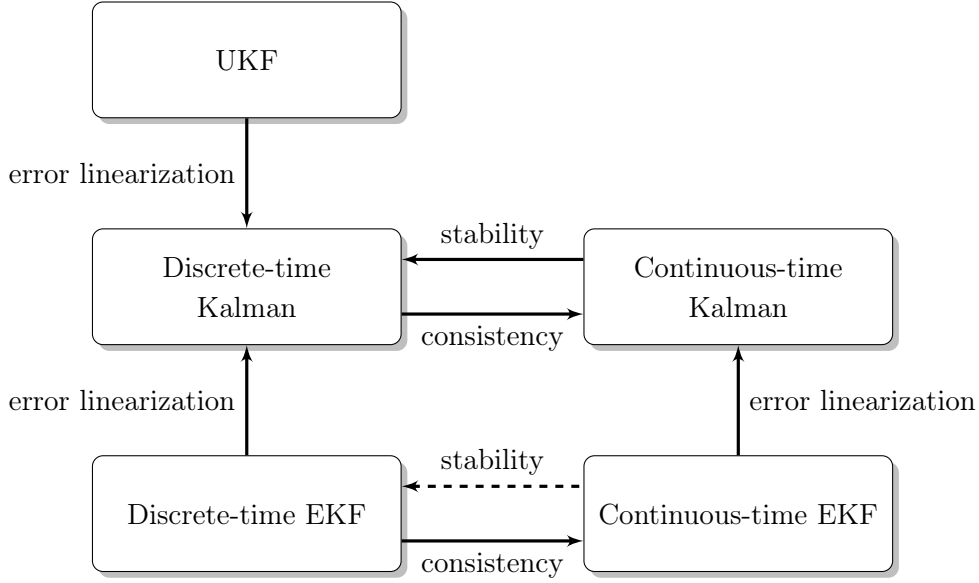 UKF
error linearization
stability
Discrete-time
Kalman
Continuous-time
Kalman
consistency
error linearization
error linearization
stability
Discrete-time EKF
Continuous-time EKF
consistency